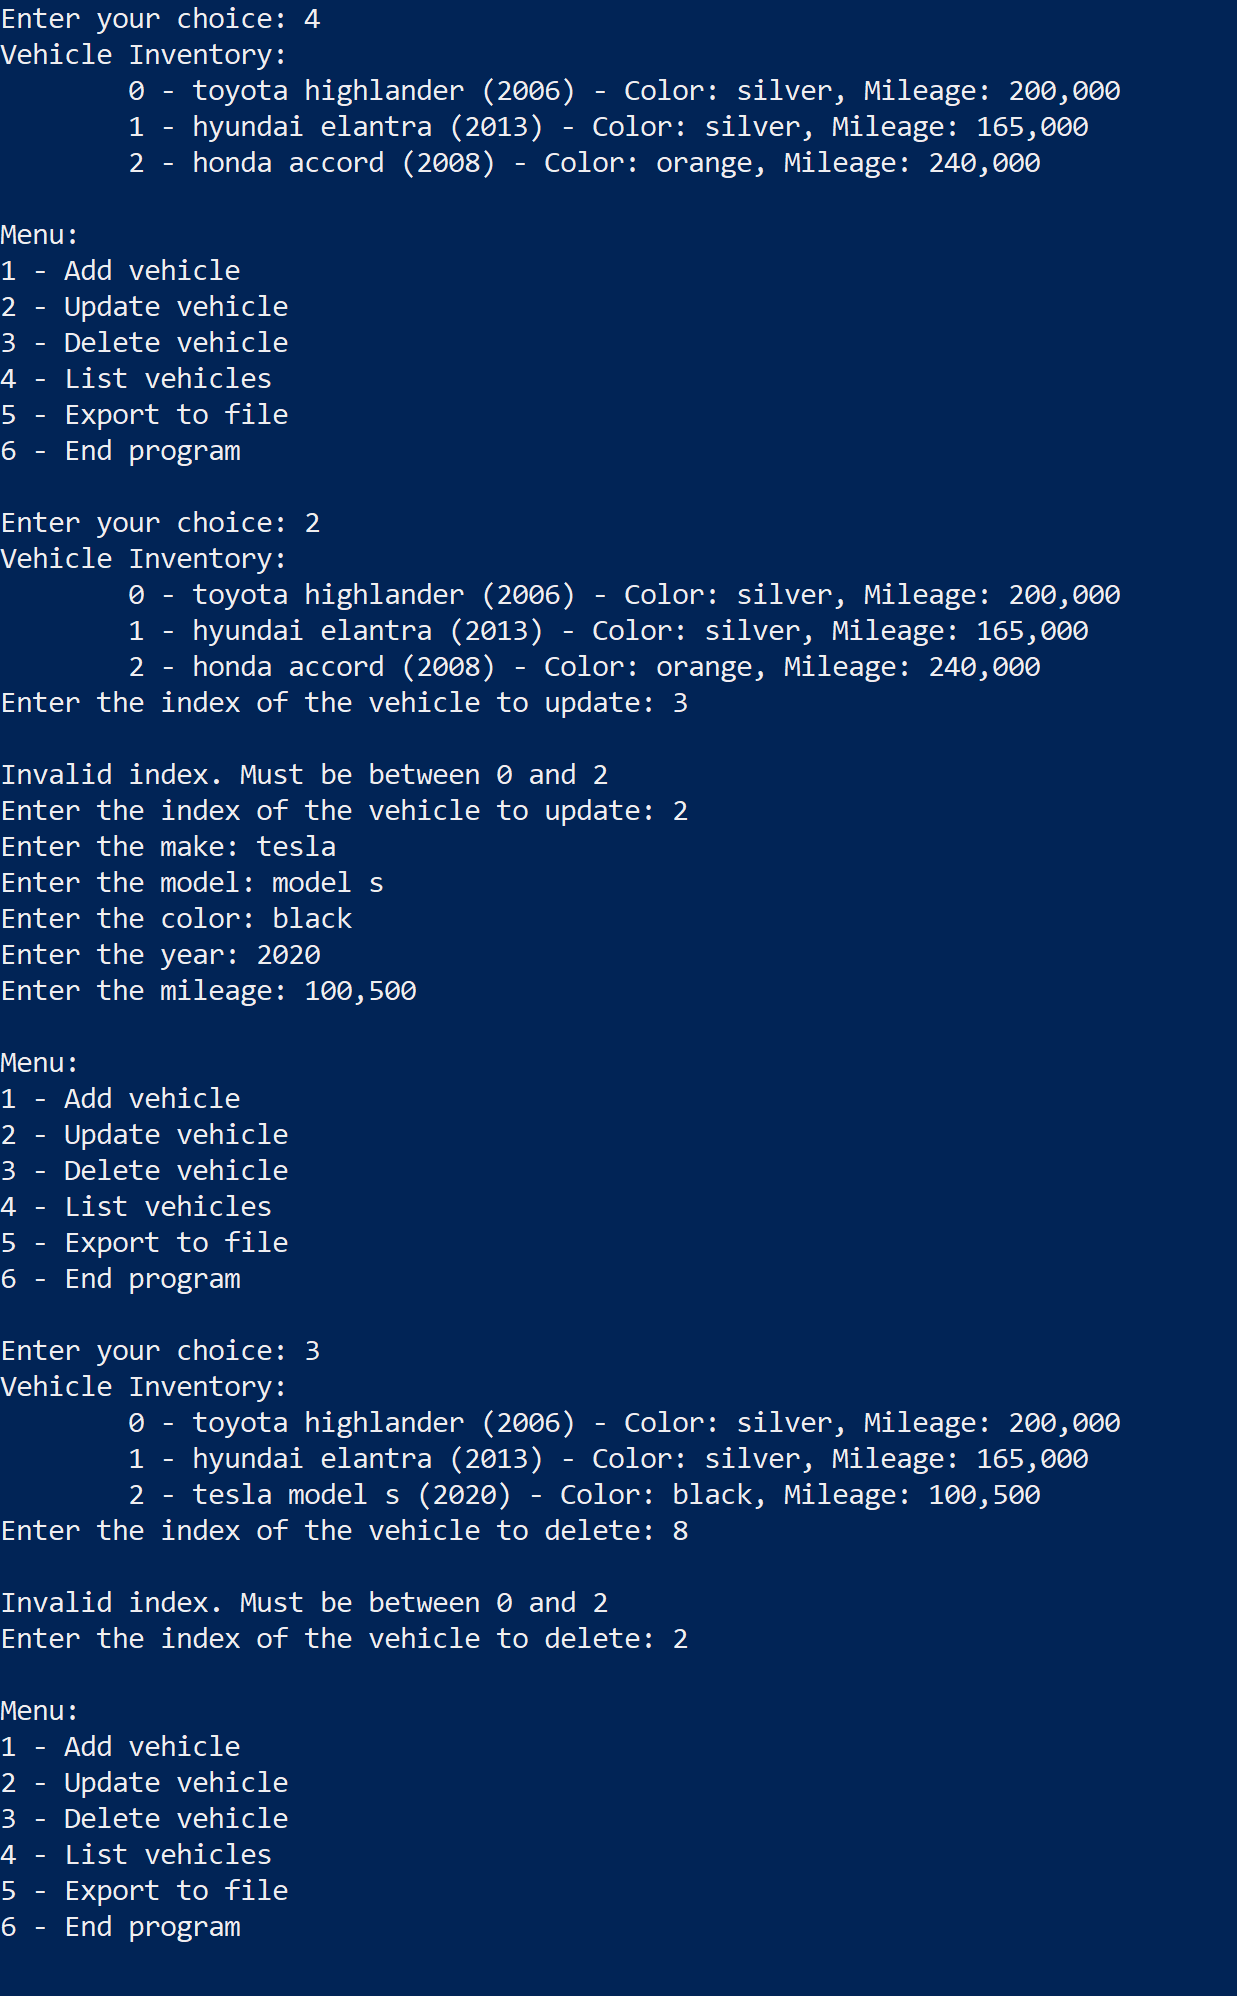 Enter your choice: 4
Vehicle Inventory:
        0 - toyota highlander (2006) - Color: silver, Mileage: 200,000
        1 - hyundai elantra (2013) - Color: silver, Mileage: 165,000
        2 - honda accord (2008) - Color: orange, Mileage: 240,000

Menu:
1 - Add vehicle
2 - Update vehicle
3 - Delete vehicle
4 - List vehicles
5 - Export to file
6 - End program

Enter your choice: 2
Vehicle Inventory:
        0 - toyota highlander (2006) - Color: silver, Mileage: 200,000
        1 - hyundai elantra (2013) - Color: silver, Mileage: 165,000
        2 - honda accord (2008) - Color: orange, Mileage: 240,000
Enter the index of the vehicle to update: 3

Invalid index. Must be between 0 and 2
Enter the index of the vehicle to update: 2
Enter the make: tesla
Enter the model: model s
Enter the color: black
Enter the year: 2020
Enter the mileage: 100,500

Menu:
1 - Add vehicle
2 - Update vehicle
3 - Delete vehicle
4 - List vehicles
5 - Export to file
6 - End program

Enter your choice: 3
Vehicle Inventory:
        0 - toyota highlander (2006) - Color: silver, Mileage: 200,000
        1 - hyundai elantra (2013) - Color: silver, Mileage: 165,000
        2 - tesla model s (2020) - Color: black, Mileage: 100,500
Enter the index of the vehicle to delete: 8

Invalid index. Must be between 0 and 2
Enter the index of the vehicle to delete: 2

Menu:
1 - Add vehicle
2 - Update vehicle
3 - Delete vehicle
4 - List vehicles
5 - Export to file
6 - End program